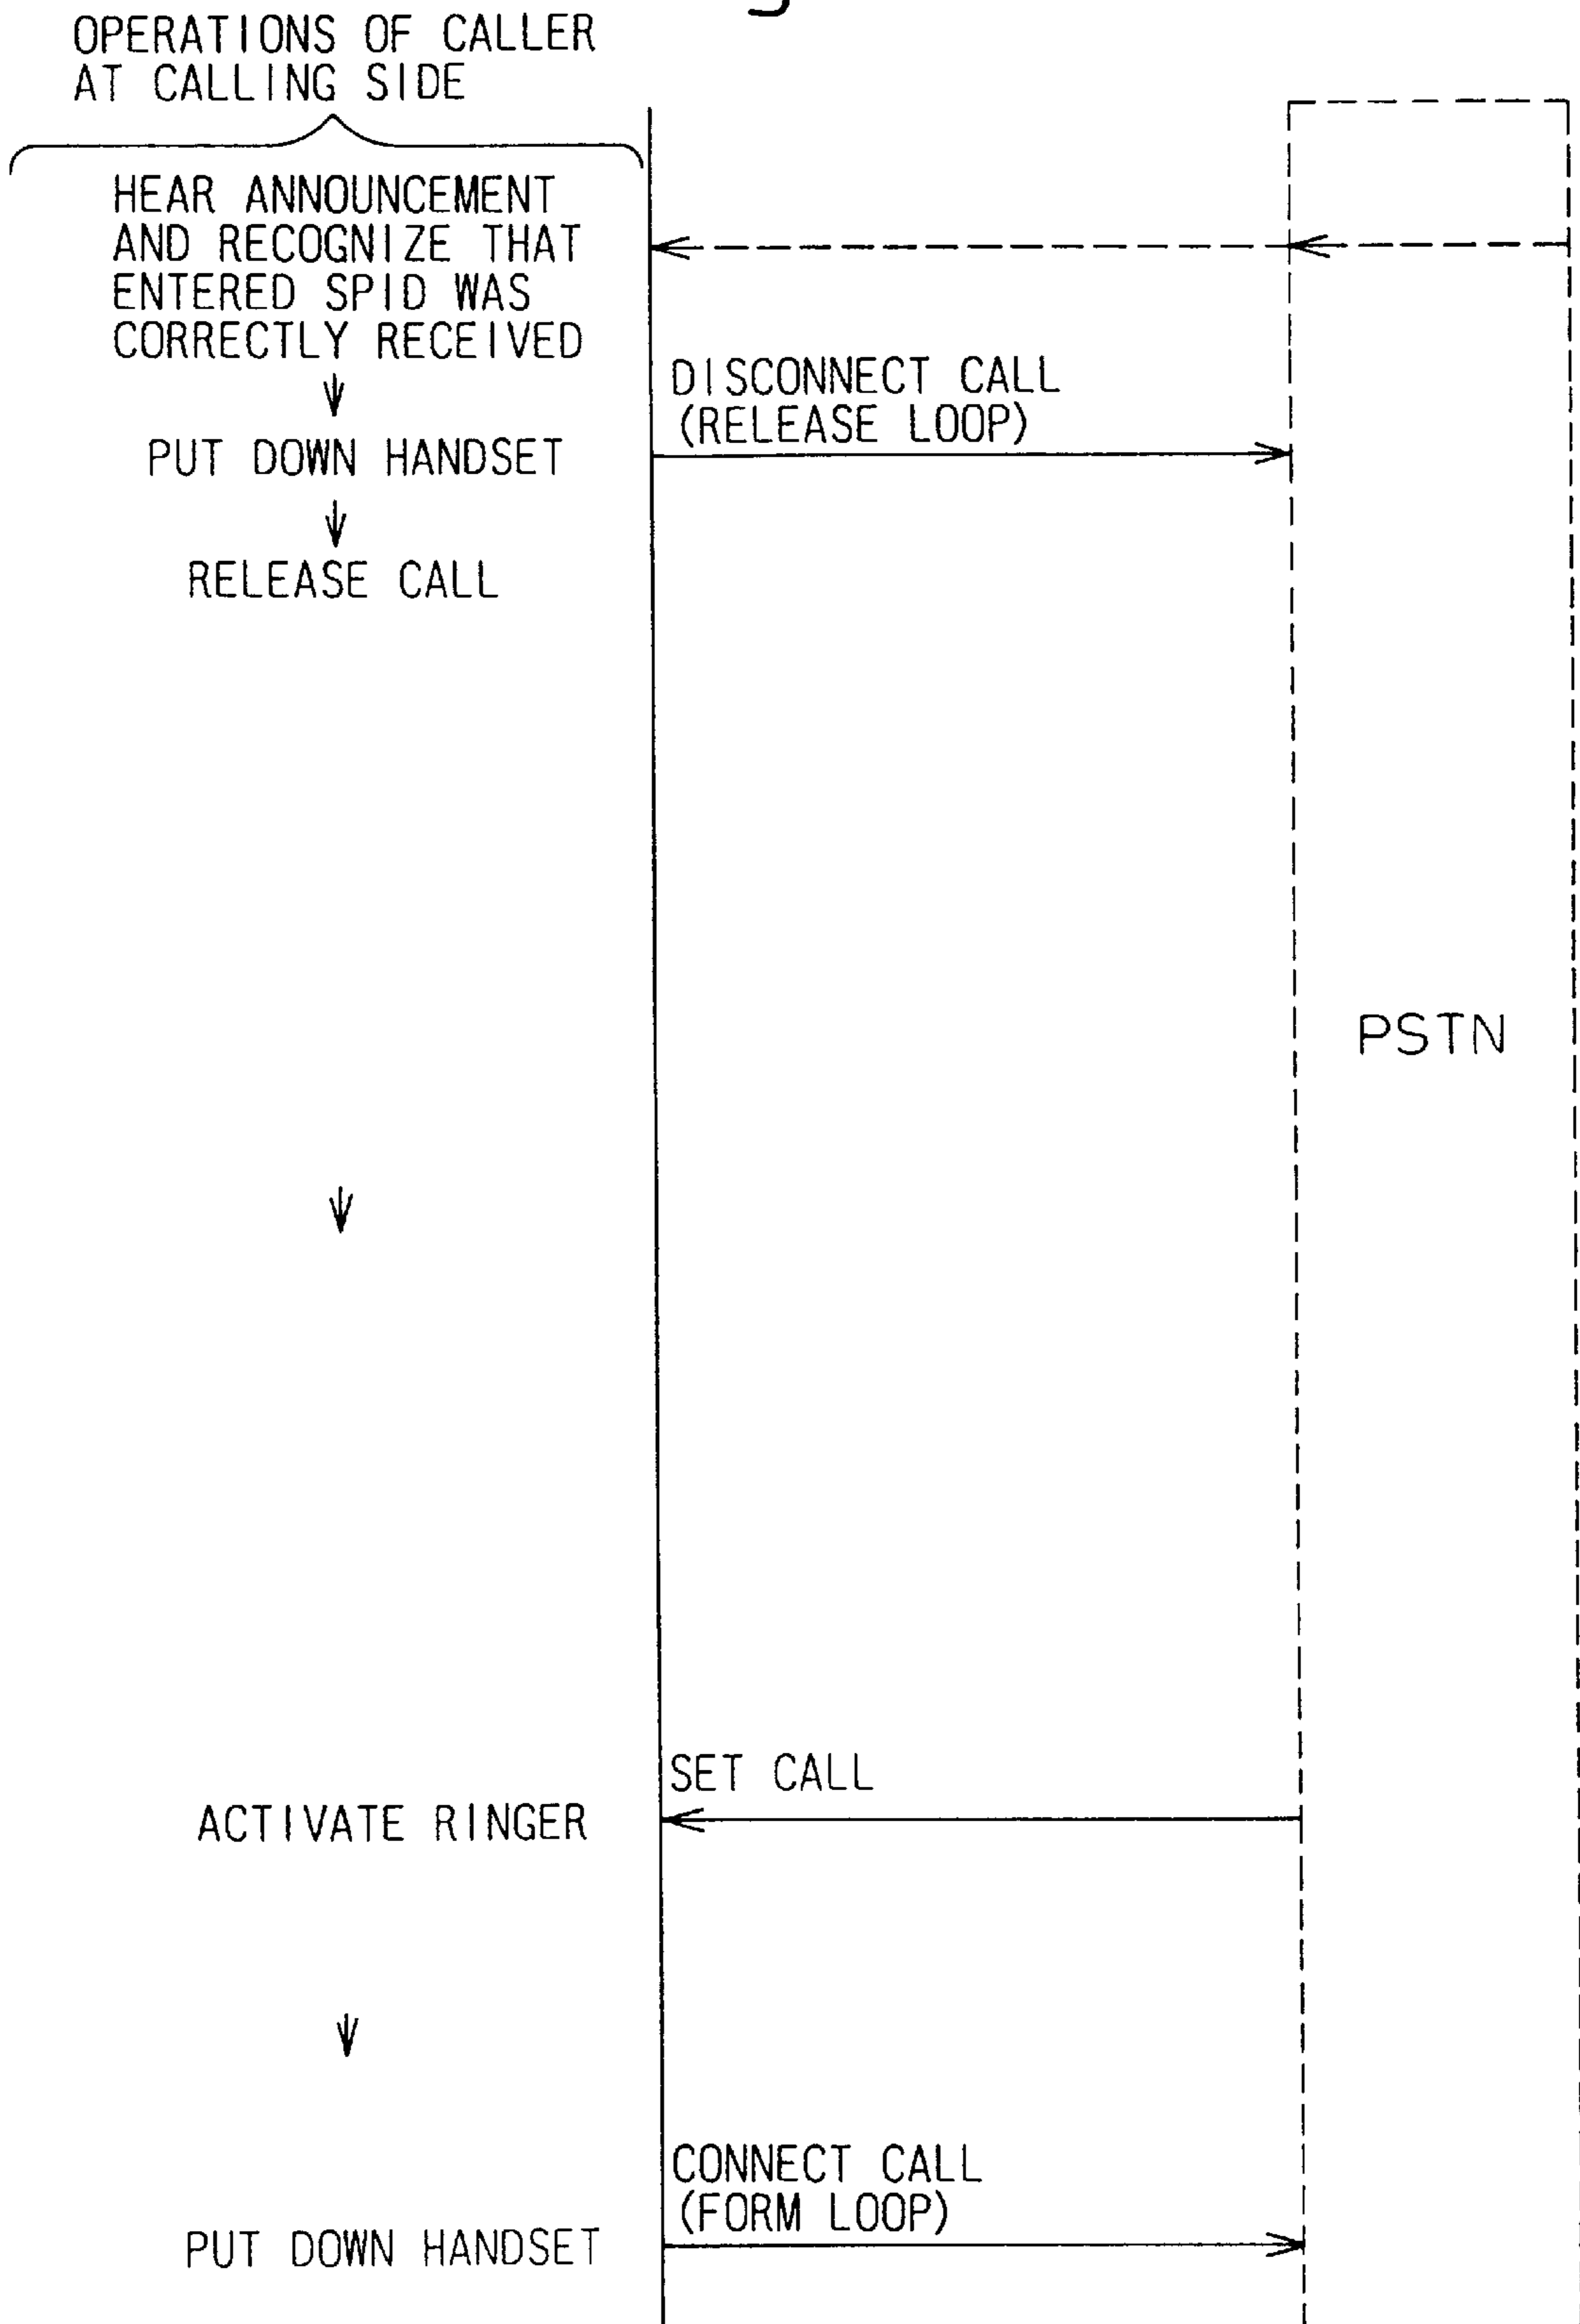 OPERATIONS OF CALLER
AT CALLING SIDE
HEAR ANNOUNCEMENT
AND RECOGNIZE THAT
ENTERED SPID WAS
CORRECTLY RECEIVED
DISCONNECT CALL
(RELEASE LOOP)
PUT DOWN HANDSET
RELEASE CALL
PSTN
SET CALL
ACTIVATE RINGER
CONNECT CALL
(FORM LOOP)
PUT DOWN HANDSET